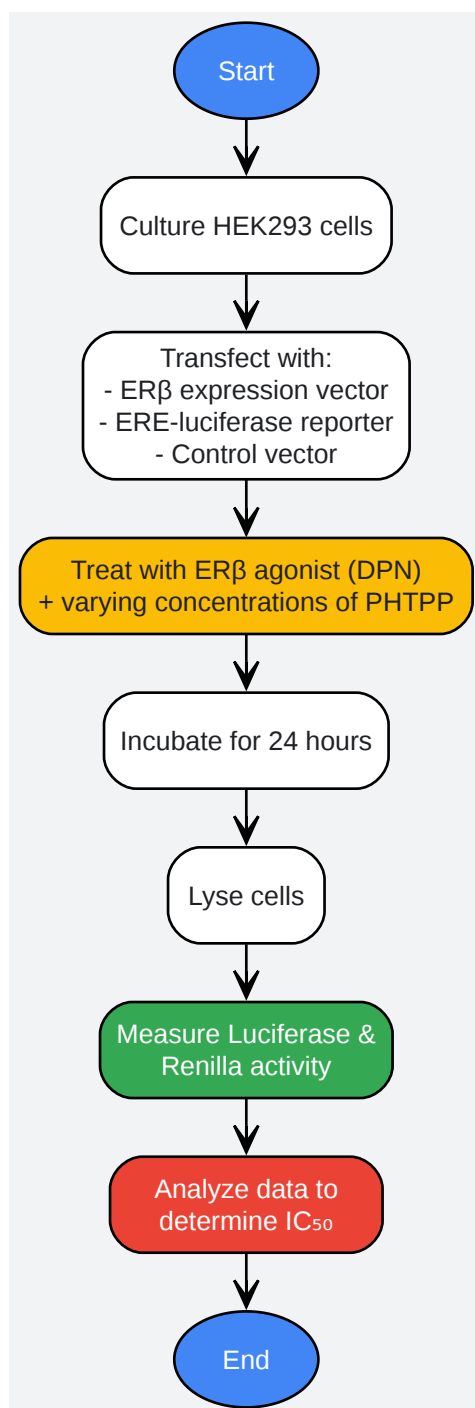 Start
Culture HEK293 cells
Transfect with:
- ERβ expression vector
- ERE-luciferase reporter
- Control vector
Treat with ERβ agonist (DPN)
+ varying concentrations of PHTPP
Incubate for 24 hours
Lyse cells
Measure Luciferase &
Renilla activity
Analyze data to
determine IC₅₀
End